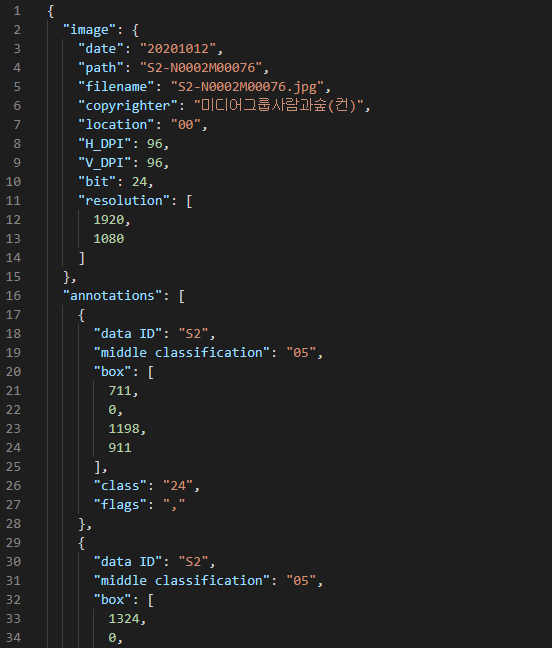 1 {
2 "image": {
3 "date": "20201012",
4 "path": "S2-N0002M00076",
5 "filename": "S2-N0002M00076.jpg",
6 "copyrighter": "미디어그룹사람과숲(컨)",
7 "location": "00",
8 "H_DPI": 96,
9 "V_DPI": 96,
10 "bit": 24,
11 "resolution": [
12 1920,
13 1080
14 ]
15 },
16 "annotations": [
17 {
18 "data ID": "S2",
19 "middle classification": "05",
20 "box": [
21 711,
22 0,
23 1198,
24 911
25 ],
26 "class": "24",
27 "flags": ","
28 },
29 {
30 "data ID": "S2",
31 "middle classification": "05",
32 "box": [
33 1324,
34 0,